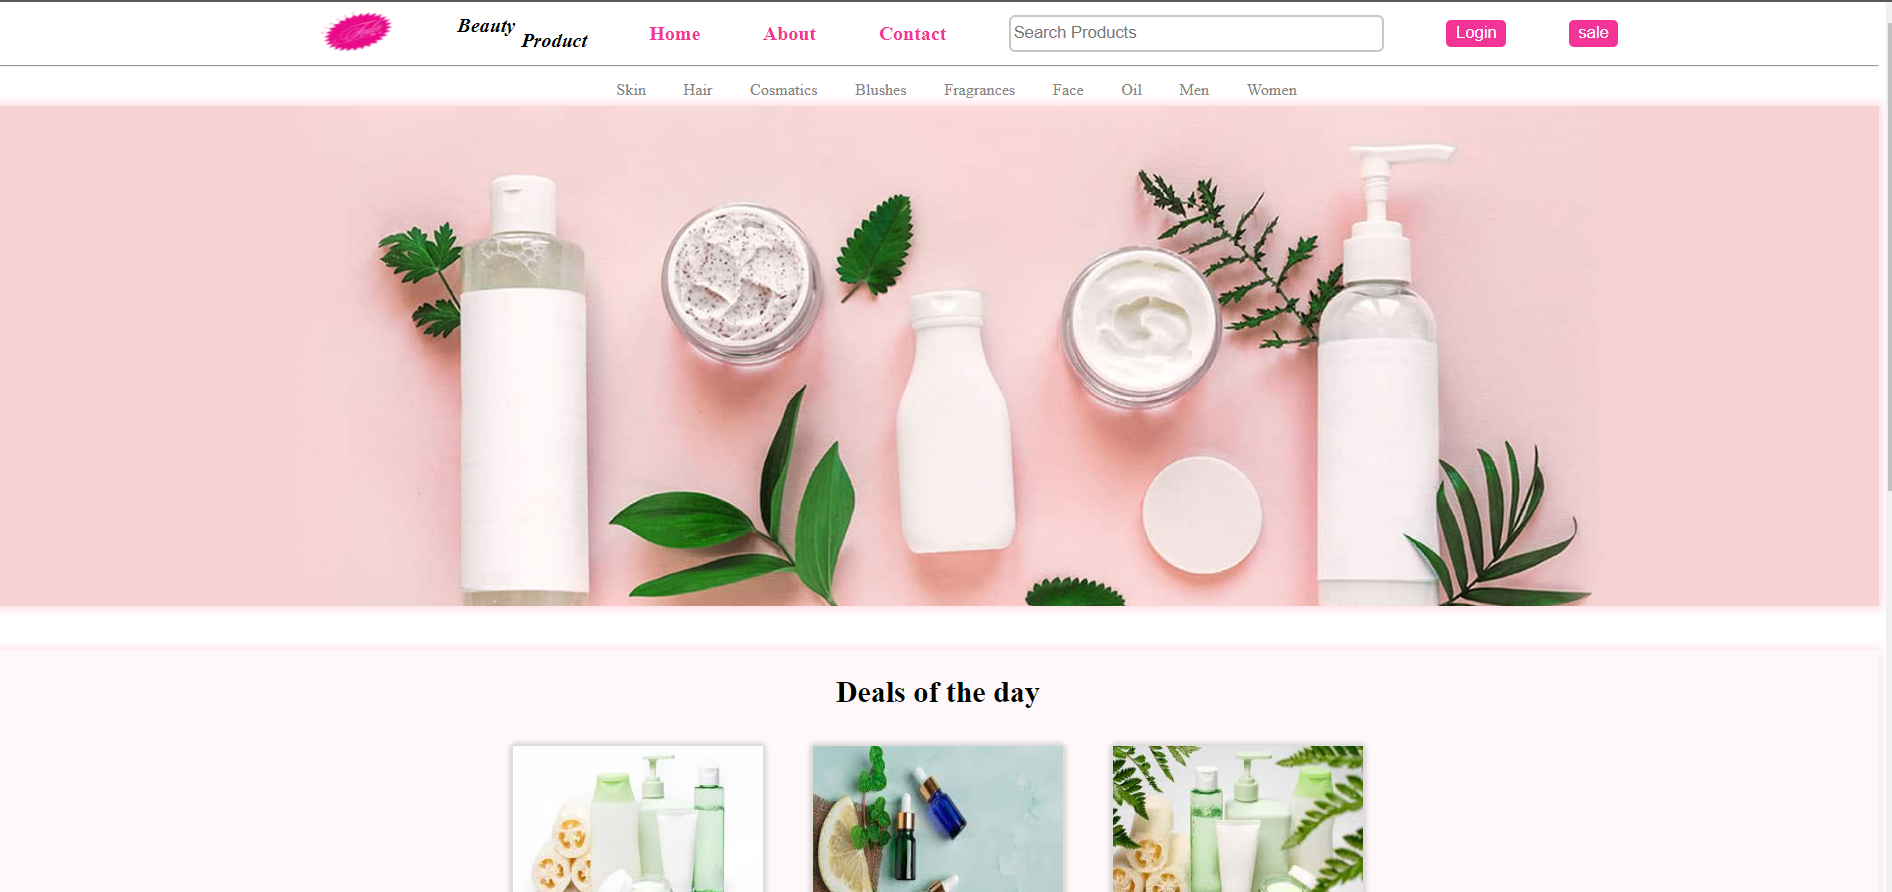 Beauty
Product
Home About Contact Search Products Login sale
Skin Hair Cosmatics Blushes Fragrances Face Oil Men Women
Deals of the day